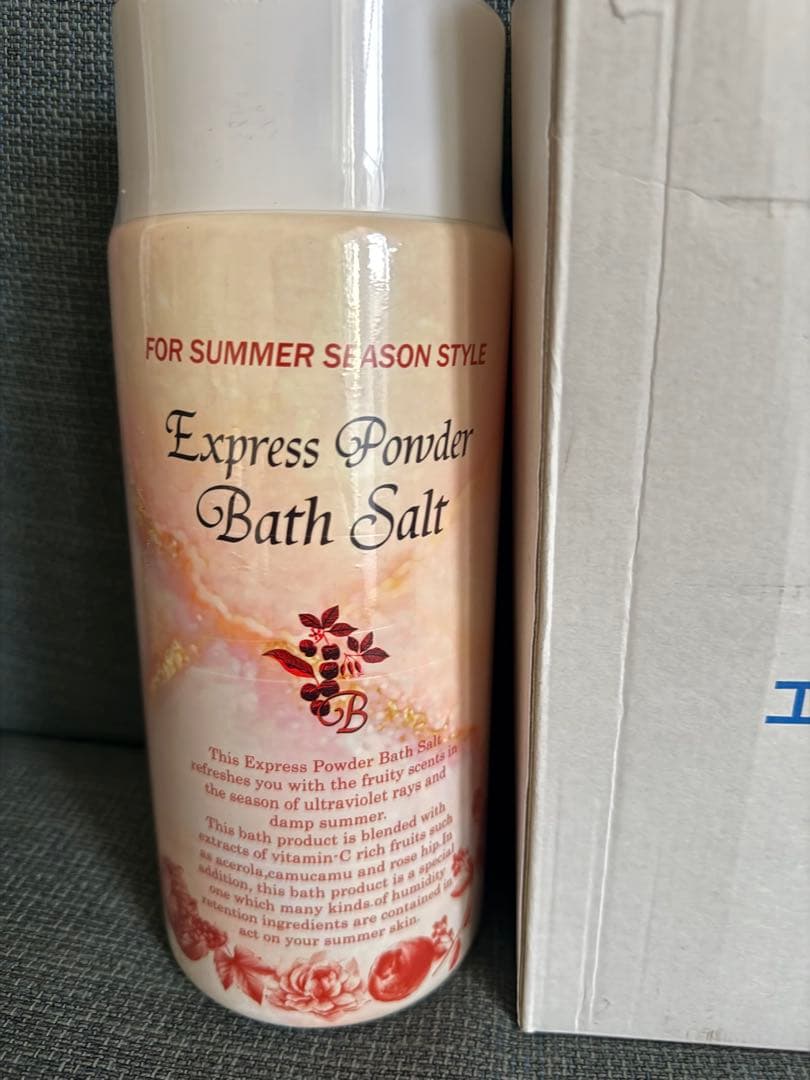 FOR SUMMER SEASON STYLE
Express Powder
Bath Salt
B
This Express Powder Bath Salt
refreshes you with the fruity scents in
the season of ultraviolet rays and
damp summer.
This bath product is blended with
extracts of vitamin-C rich fruits such
as acerola,camucamu and rose hip.In
addition, this bath product is a special
one which many kinds.of humidity
retention ingredients are contained in
act on your summer skin.
エ